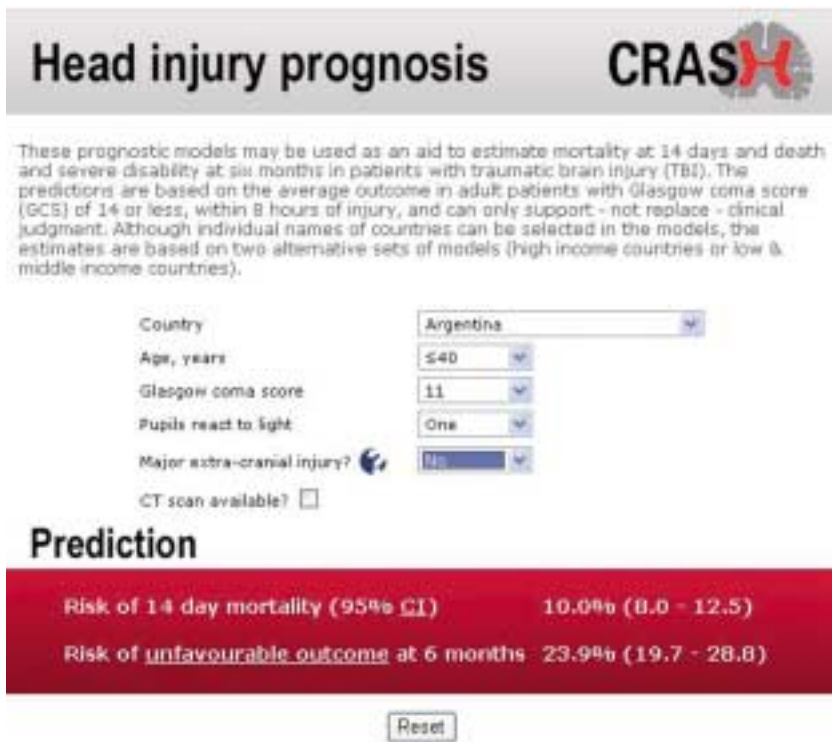 Head injury prognosis CRASH
These prognostic models may be used as an aid to estimate mortality at 14 days and death
and severe disability at six months in patients with traumatic brain injury (TBI). The
predictions are based on the average outcome in adult patients with Glasgow coma score
(GCS) of 14 or less, within 8 hours of injury, and can only support - not replace - clinical
judgment. Although individual names of countries can be selected in the models, the
estimates are based on two alternative sets of models (high income countries or low &
middle income countries).
Country Argentina
Age, years ≤40
Glasgow coma score 11
Pupils react to light One
Major extra-cranial injury? No
CT scan available?
Prediction
Risk of 14 day mortality (95% CI) 10.0% (8.0 - 12.5)
Risk of unfavourable outcome at 6 months 23.9% (19.7 - 28.8)
Reset